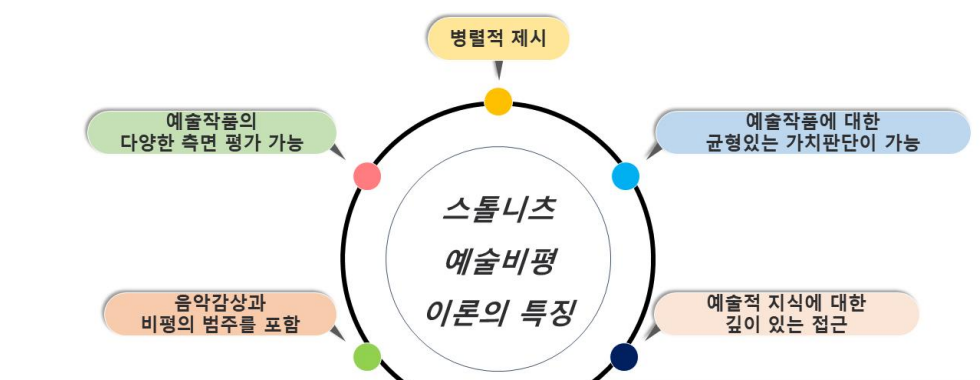 병렬적 제시
예술작품의
다양한 측면 평가 가능
예술작품에 대한
균형있는 가치판단이 가능
스톨니츠
예술비평
이론의 특징
음악감상과
비평의 범주를 포함
예술적 지식에 대한
깊이 있는 접근